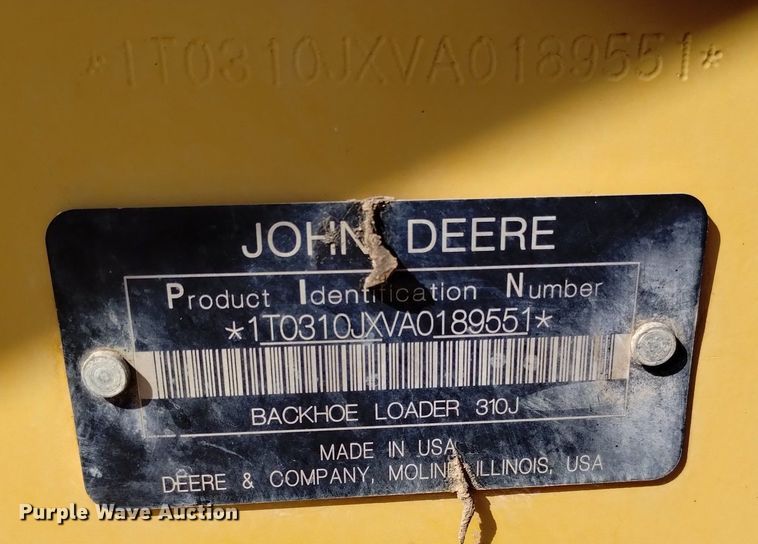 *1T0310JXVA0189551*
JOHN DEERE
Product Identification Number
*1T0310JXVA0189551*
BACKHOE LOADER 310J
MADE IN USA
DEERE & COMPANY, MOLINE, ILLINOIS, USA
Purple Wave Auction